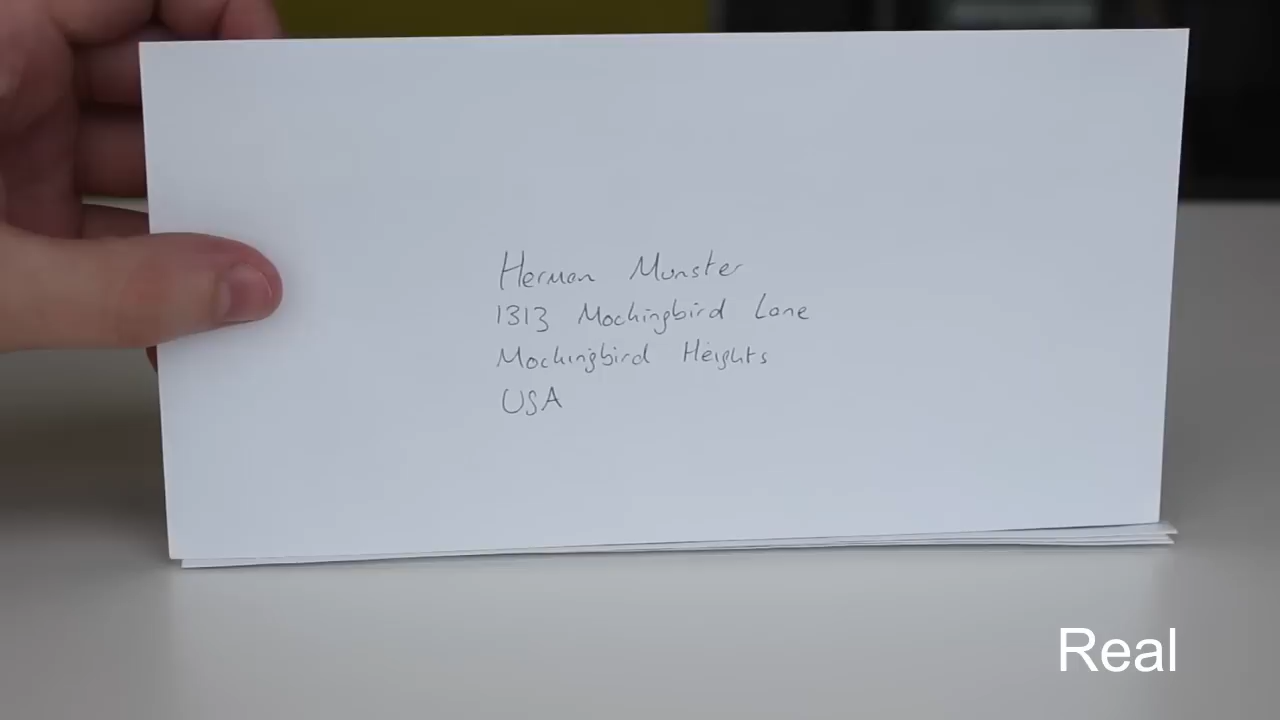 Herman Munster
1313 Mockingbird Lane
Mockingbird Heights
USA
Real